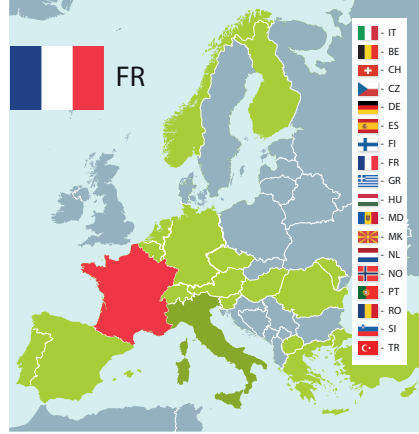 FR
- IT
- BE
- CH
- CZ
- DE
- ES
- FI
- FR
- GR
- HU
- MD
- MK
- NL
- NO
- PT
- RO
- SI
- TR